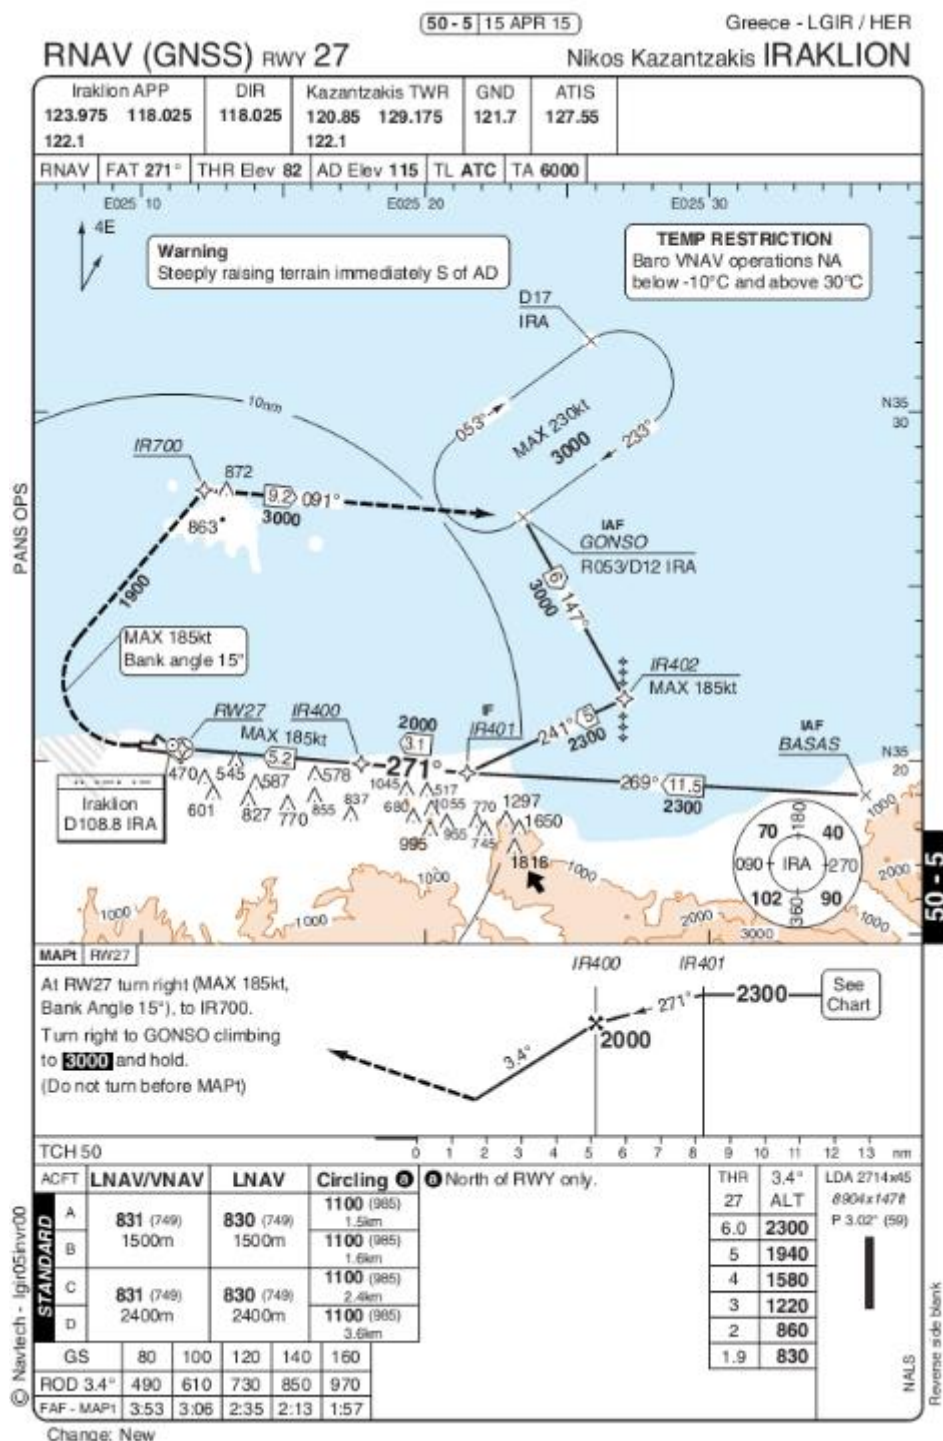 50 - 5 15 APR 15
Greece - LGIR / HER
RNAV (GNSS) RWY 27
Nikos Kazantzakis IRAKLION
Iraklion APP DIR Kazantzakis TWR GND ATIS
123.975 118.025 118.025 120.85 129.175 121.7 127.55
122.1 122.1
RNAV FAT 271° THR Elev 82 AD Elev 115 TL ATC TA 6000
E025 10 E025 20 E025 30
4E
Warning
Steeply raising terrain immediately S of AD
TEMP RESTRICTION
Baro VNAV operations NA
below -10°C and above 30°C
D17
IRA
N35
30
10nm
053°
MAX 230kt
3000
233°
IR700
872
9.2 091°
3000
863
IAF
GONSO
R053/D12 IRA
PANS OPS
1900
6 147°
3000
MAX 185kt
Bank angle 15°
IR402
MAX 185kt
RW27
IR400
MAX 185kt
2000
IF
IR401
241° 5
2300
IAF
BASAS
N35
20
5.2
3.1
271°
269° 11.5
2300
470 545 587 578 1045 517
601 827 770 855 837 680 1055 770 1297
995 955 745 1650
1818
Iraklion
D108.8 IRA
1000
2000
1000
1000
1000
1000
2000
3000
1000
180
70 40
090 IRA 270
102 90
360
50 - 5
MAPt RW27
At RW27 turn right (MAX 185kt,
Bank Angle 15°), to IR700.
Turn right to GONSO climbing
to 3000 and hold.
(Do not turn before MAPt)
IR400 IR401
271° 2300
See
Chart
2000
3.4°
TCH 50
0 1 2 3 4 5 6 7 8 9 10 11 12 13 nm
ACFT LNAV/VNAV LNAV Circling a
a North of RWY only.
STANDARD
A 831 (749) 830 (749) 1100 (985)
1500m 1500m 1.5km
B 1100 (985)
1.6km
C 831 (749) 830 (749) 1100 (985)
2400m 2400m 2.4km
D 1100 (985)
3.6km
GS 80 100 120 140 160
ROD 3.4° 490 610 730 850 970
FAF - MAPt 3:53 3:06 2:35 2:13 1:57
THR 3.4°
27 ALT
6.0 2300
5 1940
4 1580
3 1220
2 860
1.9 830
LDA 2714x45
8904x147ft
P 3.02° (59)
NALS
© Navtech - lgir05invr00
Reverse side blank
Change: New